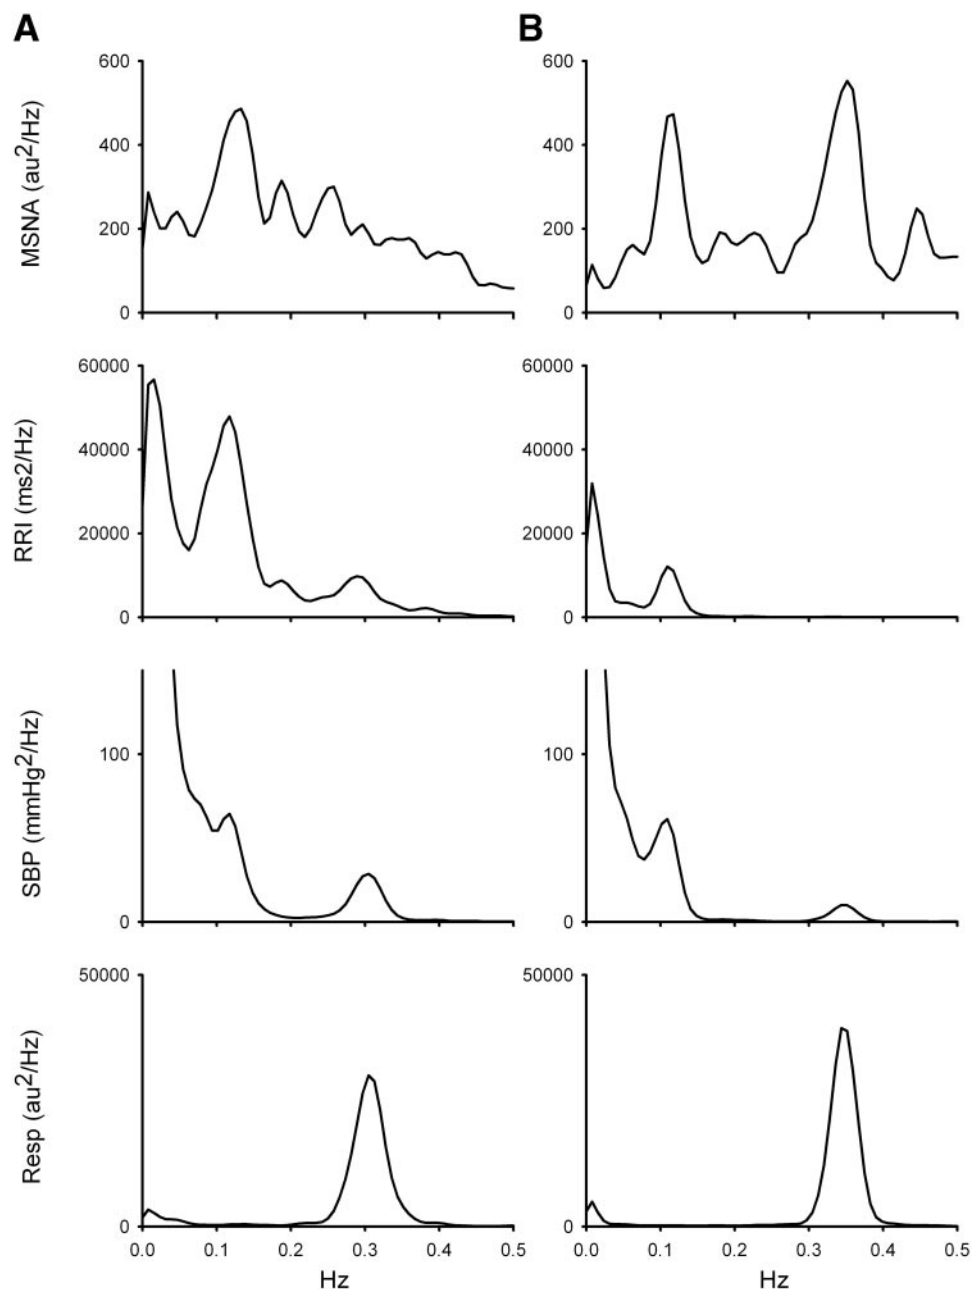 A B
600 600
400 400
200 200
0 0
MSNA (au2/Hz)
60000 60000
40000 40000
20000 20000
0 0
RRI (ms2/Hz)
100 100
0 0
SBP (mmHg2/Hz)
50000 50000
0 0
Resp (au2/Hz)
0.0 0.1 0.2 0.3 0.4 0.5 0.0 0.1 0.2 0.3 0.4 0.5
Hz Hz